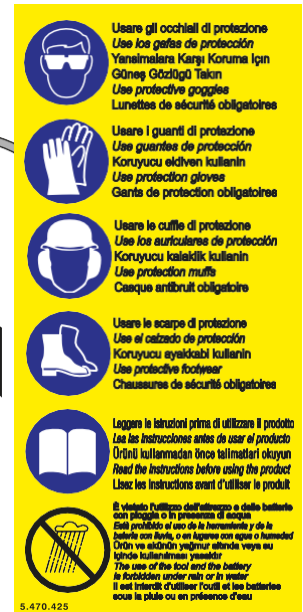 Usare gli occhiali di protezione
Use los gafas de protección
Yansimalara Karşı Koruma için
Güneş Gözlüğü Takın
Use protective goggles
Lunettes de sécurité obligatoires
Usare i guanti di protezione
Use guantes de protección
Koruyucu eldiven kullanin
Use protection gloves
Gants de protection obligatoires
Usare le cuffie di protezione
Use los auriculares de protección
Koruyucu kalaklik kullanin
Use protection muffs
Casque antibruit obligatoire
Usare le scarpe di protezione
Use el calzado de protección
Koruyucu ayakkabi kullanin
Use protective footwear
Chaussures de sécurité obligatoires
Leggere le istruzioni prima di utilizzare il prodotto
Lea las instrucciones antes de usar el producto
Ürünü kullanmadan önce talimatlari okuyun
Read the instructions before using the product
Lisez les instructions avant d'utiliser le produit
È vietato l'utilizzo dell'attrezzo e delle batterie
con pioggia o in presenza di acqua
Está prohibido el uso de la herramienta y de la
batería con lluvia, o en lugares con agua o humedad
Ürün ve akünün yağmur altında veya su
içinde kullanılması yasaktır
The use of the tool and the battery
is forbidden under rain or in water
Il est interdit d'utiliser l'outil et les batteries
sous la pluie ou en présence d'eau
5.470.425